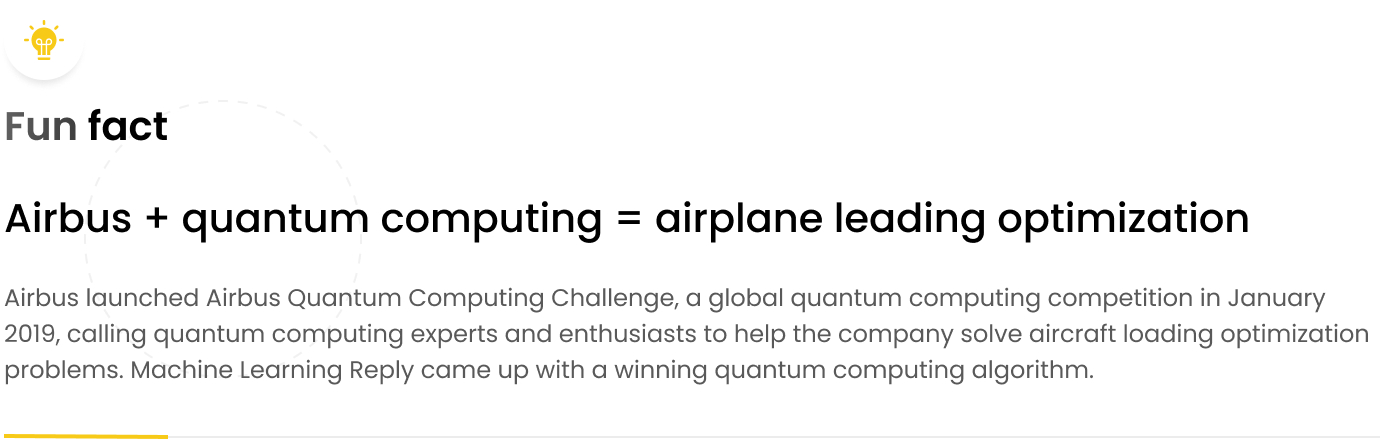 Fun fact
Airbus + quantum computing = airplane leading optimization
Airbus launched Airbus Quantum Computing Challenge, a global quantum computing competition in January
2019, calling quantum computing experts and enthusiasts to help the company solve aircraft loading optimization
problems. Machine Learning Reply came up with a winning quantum computing algorithm.